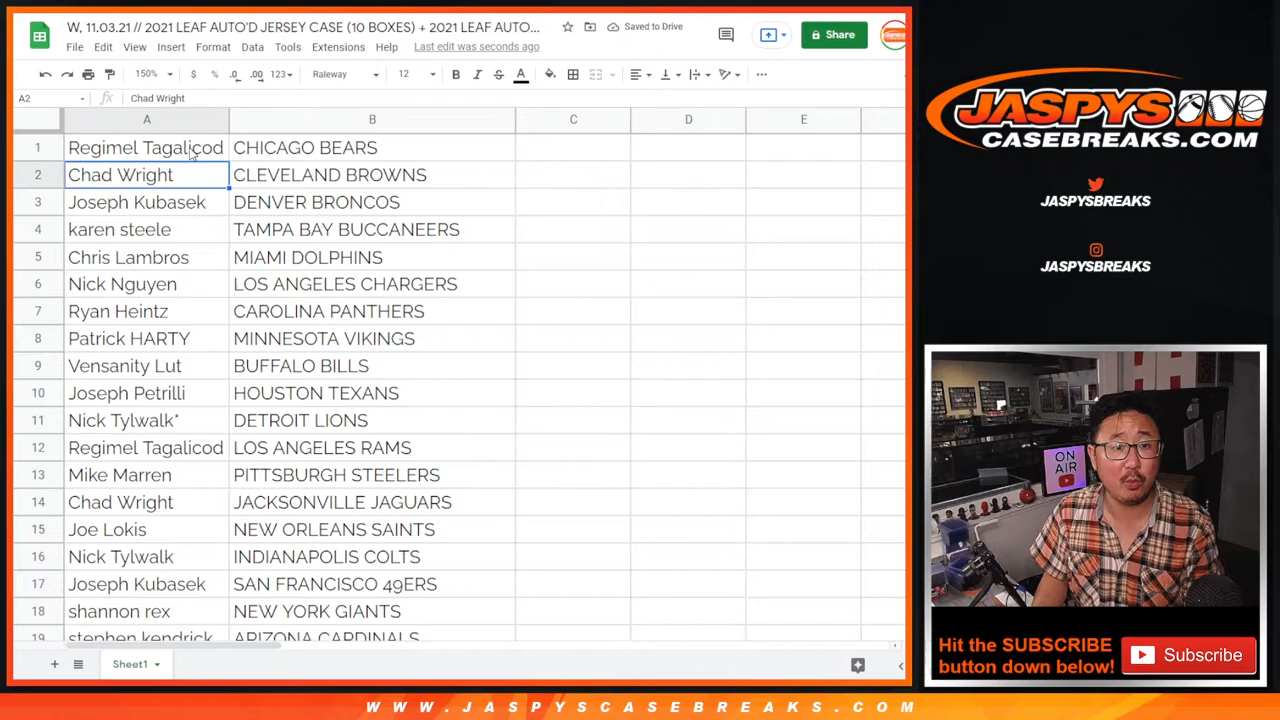 W, 11.03.21 // 2021 LEAF AUTO'D JERSEY CASE (10 BOXES) + 2021 LEAF AUTO...
Saved to Drive
File Edit View Insert Format Data Tools Extensions Help Last edit was seconds ago
Share
150% $ % .0 .00 123 Raleway 12 B I S A
A2 fx Chad Wright
A B C D E
1 Regimel Tagalicod CHICAGO BEARS
2 Chad Wright CLEVELAND BROWNS
3 Joseph Kubasek DENVER BRONCOS
4 karen steele TAMPA BAY BUCCANEERS
5 Chris Lambros MIAMI DOLPHINS
6 Nick Nguyen LOS ANGELES CHARGERS
7 Ryan Heintz CAROLINA PANTHERS
8 Patrick HARTY MINNESOTA VIKINGS
9 Vensanity Lut BUFFALO BILLS
10 Joseph Petrilli HOUSTON TEXANS
11 Nick Tylwalk* DETROIT LIONS
12 Regimel Tagalicod LOS ANGELES RAMS
13 Mike Marren PITTSBURGH STEELERS
14 Chad Wright JACKSONVILLE JAGUARS
15 Joe Lokis NEW ORLEANS SAINTS
16 Nick Tylwalk INDIANAPOLIS COLTS
17 Joseph Kubasek SAN FRANCISCO 49ERS
18 shannon rex NEW YORK GIANTS
19 stephen kendrick ARIZONA CARDINALS
Sheet1
JASPYS
CASEBREAKS.COM
JASPYSBREAKS
JASPYSBREAKS
ON
AIR
Hit the SUBSCRIBE
button down below!
Subscribe
WWW.JASPYSCASEBREAKS.COM